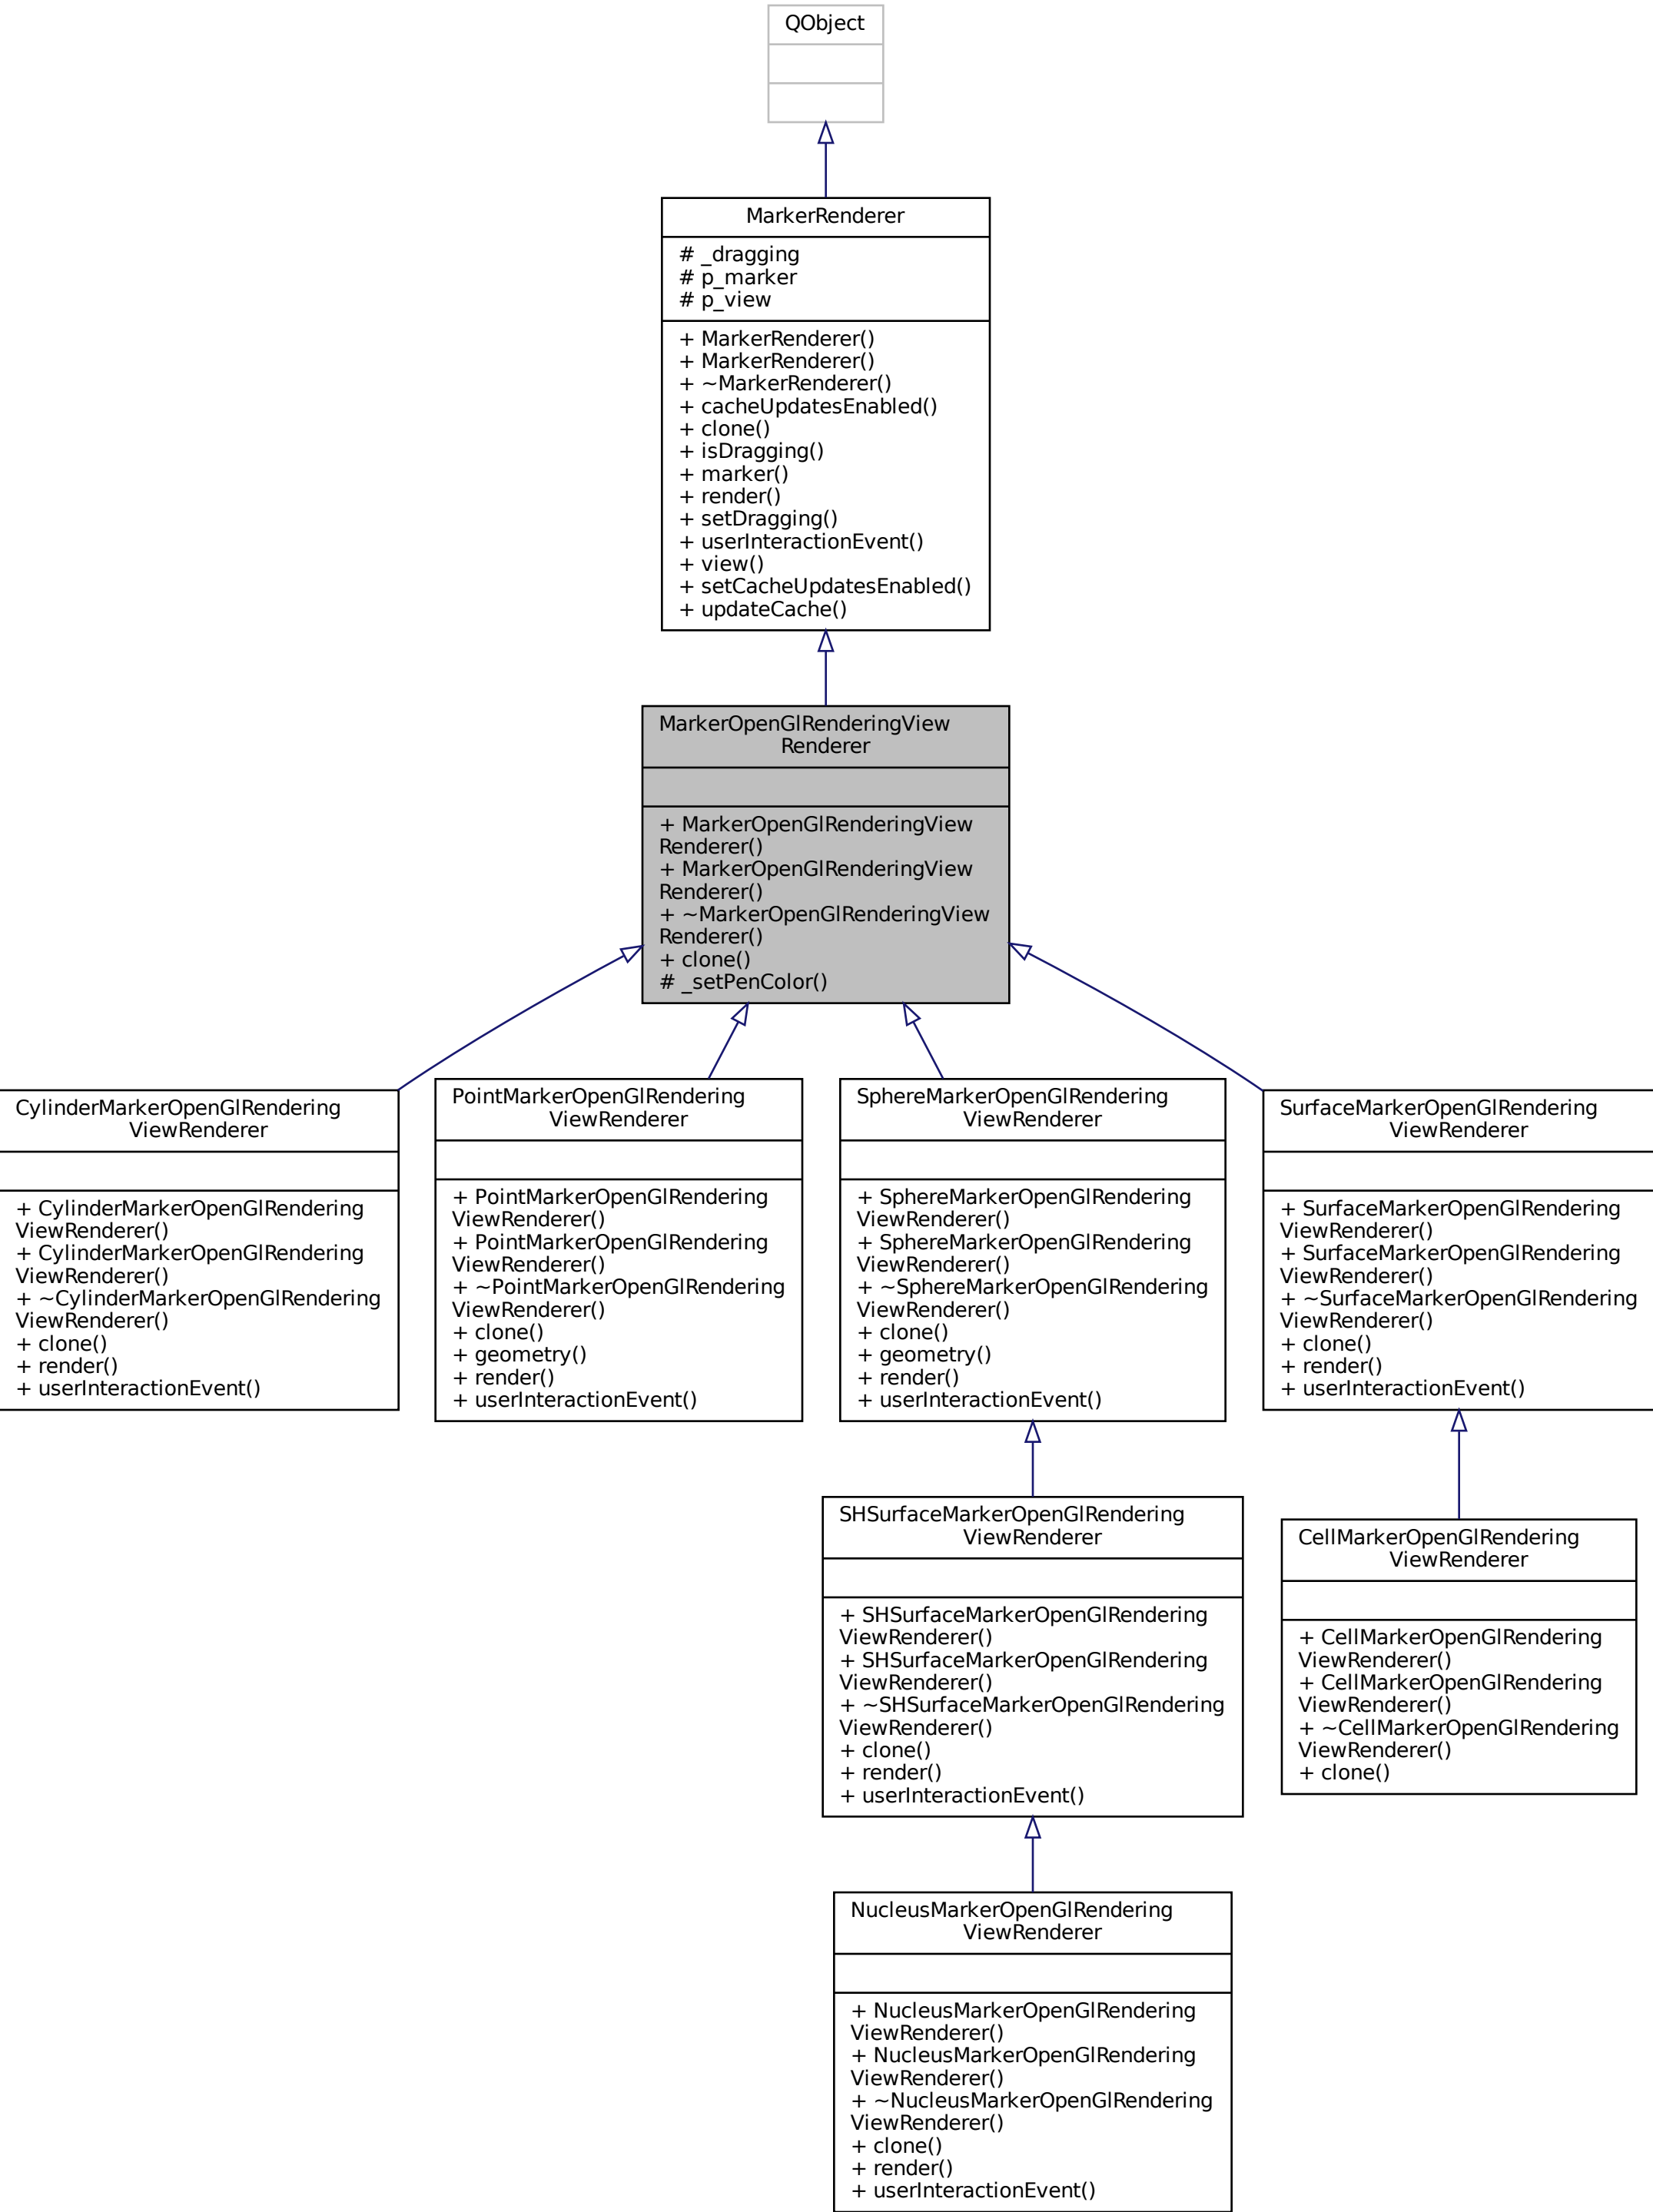 QObject
MarkerRenderer
# _dragging
# p_marker
# p_view
+ MarkerRenderer()
+ MarkerRenderer()
+ ~MarkerRenderer()
+ cacheUpdatesEnabled()
+ clone()
+ isDragging()
+ marker()
+ render()
+ setDragging()
+ userInteractionEvent()
+ view()
+ setCacheUpdatesEnabled()
+ updateCache()
MarkerOpenGlRenderingView
Renderer
+ MarkerOpenGlRenderingView
Renderer()
+ MarkerOpenGlRenderingView
Renderer()
+ ~MarkerOpenGlRenderingView
Renderer()
+ clone()
# _setPenColor()
CylinderMarkerOpenGlRendering
ViewRenderer
+ CylinderMarkerOpenGlRendering
ViewRenderer()
+ CylinderMarkerOpenGlRendering
ViewRenderer()
+ ~CylinderMarkerOpenGlRendering
ViewRenderer()
+ clone()
+ render()
+ userInteractionEvent()
PointMarkerOpenGlRendering
ViewRenderer
+ PointMarkerOpenGlRendering
ViewRenderer()
+ PointMarkerOpenGlRendering
ViewRenderer()
+ ~PointMarkerOpenGlRendering
ViewRenderer()
+ clone()
+ geometry()
+ render()
+ userInteractionEvent()
SphereMarkerOpenGlRendering
ViewRenderer
+ SphereMarkerOpenGlRendering
ViewRenderer()
+ SphereMarkerOpenGlRendering
ViewRenderer()
+ ~SphereMarkerOpenGlRendering
ViewRenderer()
+ clone()
+ geometry()
+ render()
+ userInteractionEvent()
SurfaceMarkerOpenGlRendering
ViewRenderer
+ SurfaceMarkerOpenGlRendering
ViewRenderer()
+ SurfaceMarkerOpenGlRendering
ViewRenderer()
+ ~SurfaceMarkerOpenGlRendering
ViewRenderer()
+ clone()
+ render()
+ userInteractionEvent()
SHSurfaceMarkerOpenGlRendering
ViewRenderer
+ SHSurfaceMarkerOpenGlRendering
ViewRenderer()
+ SHSurfaceMarkerOpenGlRendering
ViewRenderer()
+ ~SHSurfaceMarkerOpenGlRendering
ViewRenderer()
+ clone()
+ render()
+ userInteractionEvent()
CellMarkerOpenGlRendering
ViewRenderer
+ CellMarkerOpenGlRendering
ViewRenderer()
+ CellMarkerOpenGlRendering
ViewRenderer()
+ ~CellMarkerOpenGlRendering
ViewRenderer()
+ clone()
NucleusMarkerOpenGlRendering
ViewRenderer
+ NucleusMarkerOpenGlRendering
ViewRenderer()
+ NucleusMarkerOpenGlRendering
ViewRenderer()
+ ~NucleusMarkerOpenGlRendering
ViewRenderer()
+ clone()
+ render()
+ userInteractionEvent()